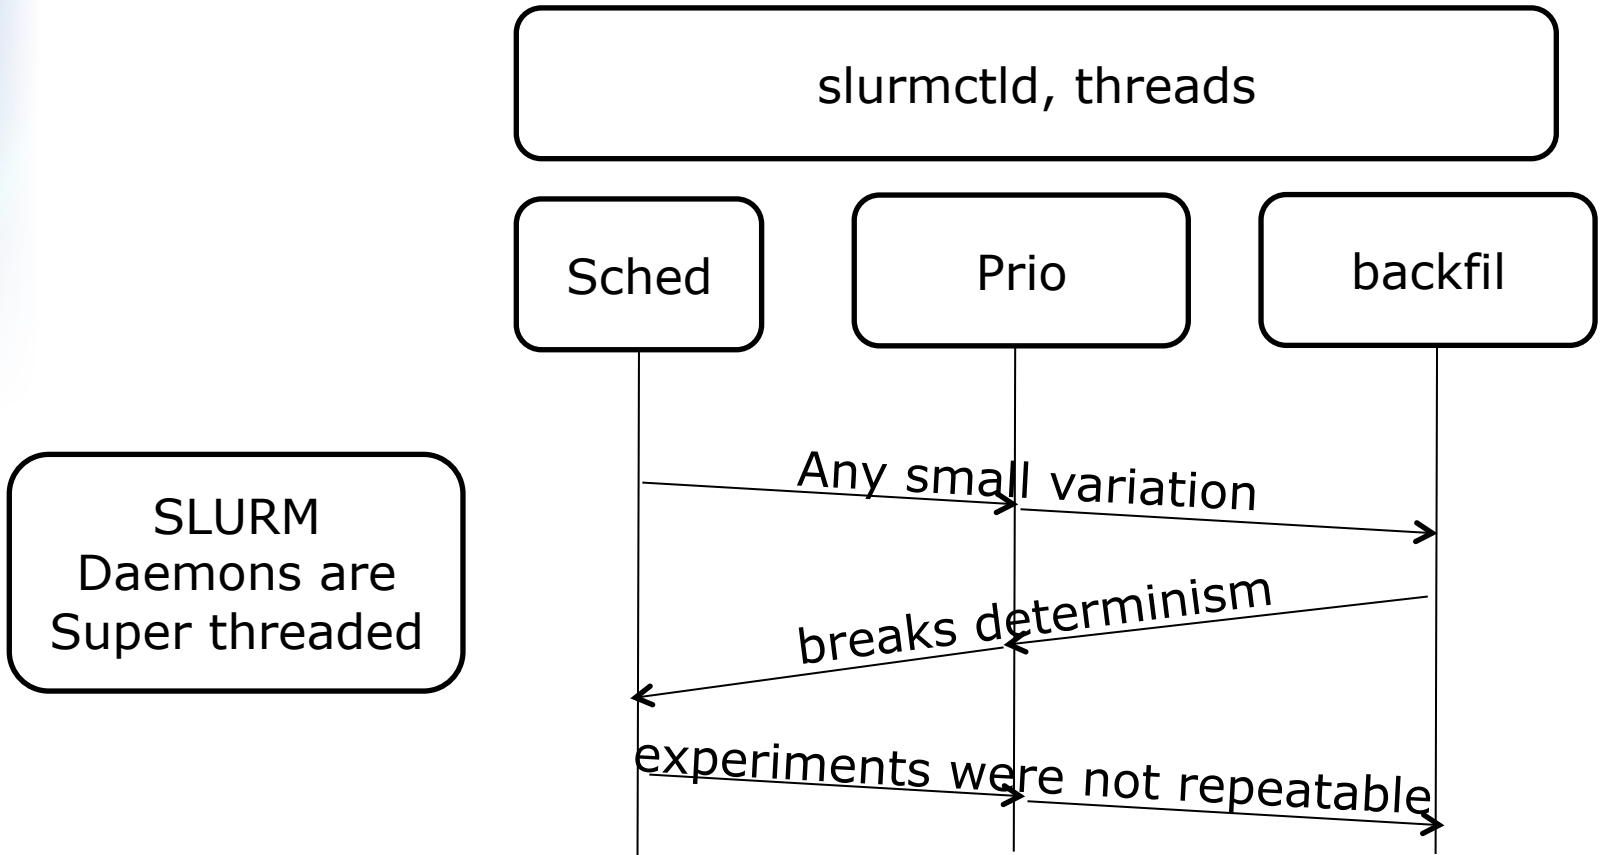 slurmctld, threads
Sched
Prio
backfil
Any small variation
SLURM
Daemons are
Super threaded
breaks determinism
experiments were not repeatable